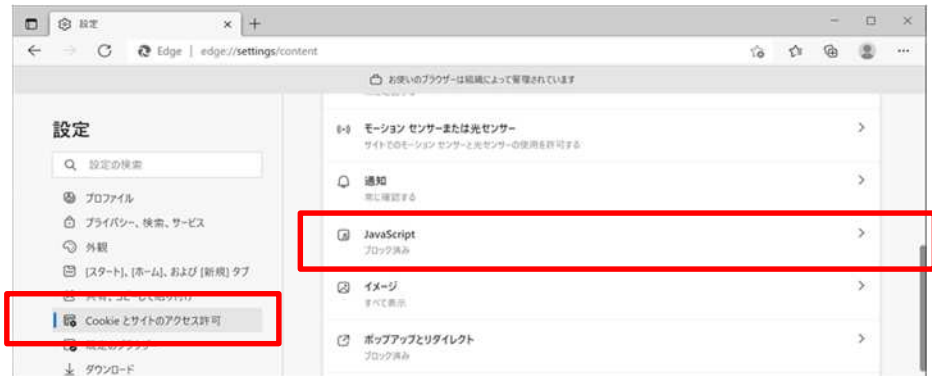 設定
Edge | edge://settings/content
お使いのブラウザーは組織によって管理されています
設定
設定の検索
プロファイル
プライバシー、検索、サービス
外観
[スタート]、[ホーム]、および [新規] タブ
Cookie とサイトのアクセス許可
ダウンロード
モーション センサーまたは光センサー
サイトでのモーション センサーと光センサーの使用を許可する
通知
常に確認する
JavaScript
ブロック済み
イメージ
すべて表示
ポップアップとリダイレクト
ブロック済み